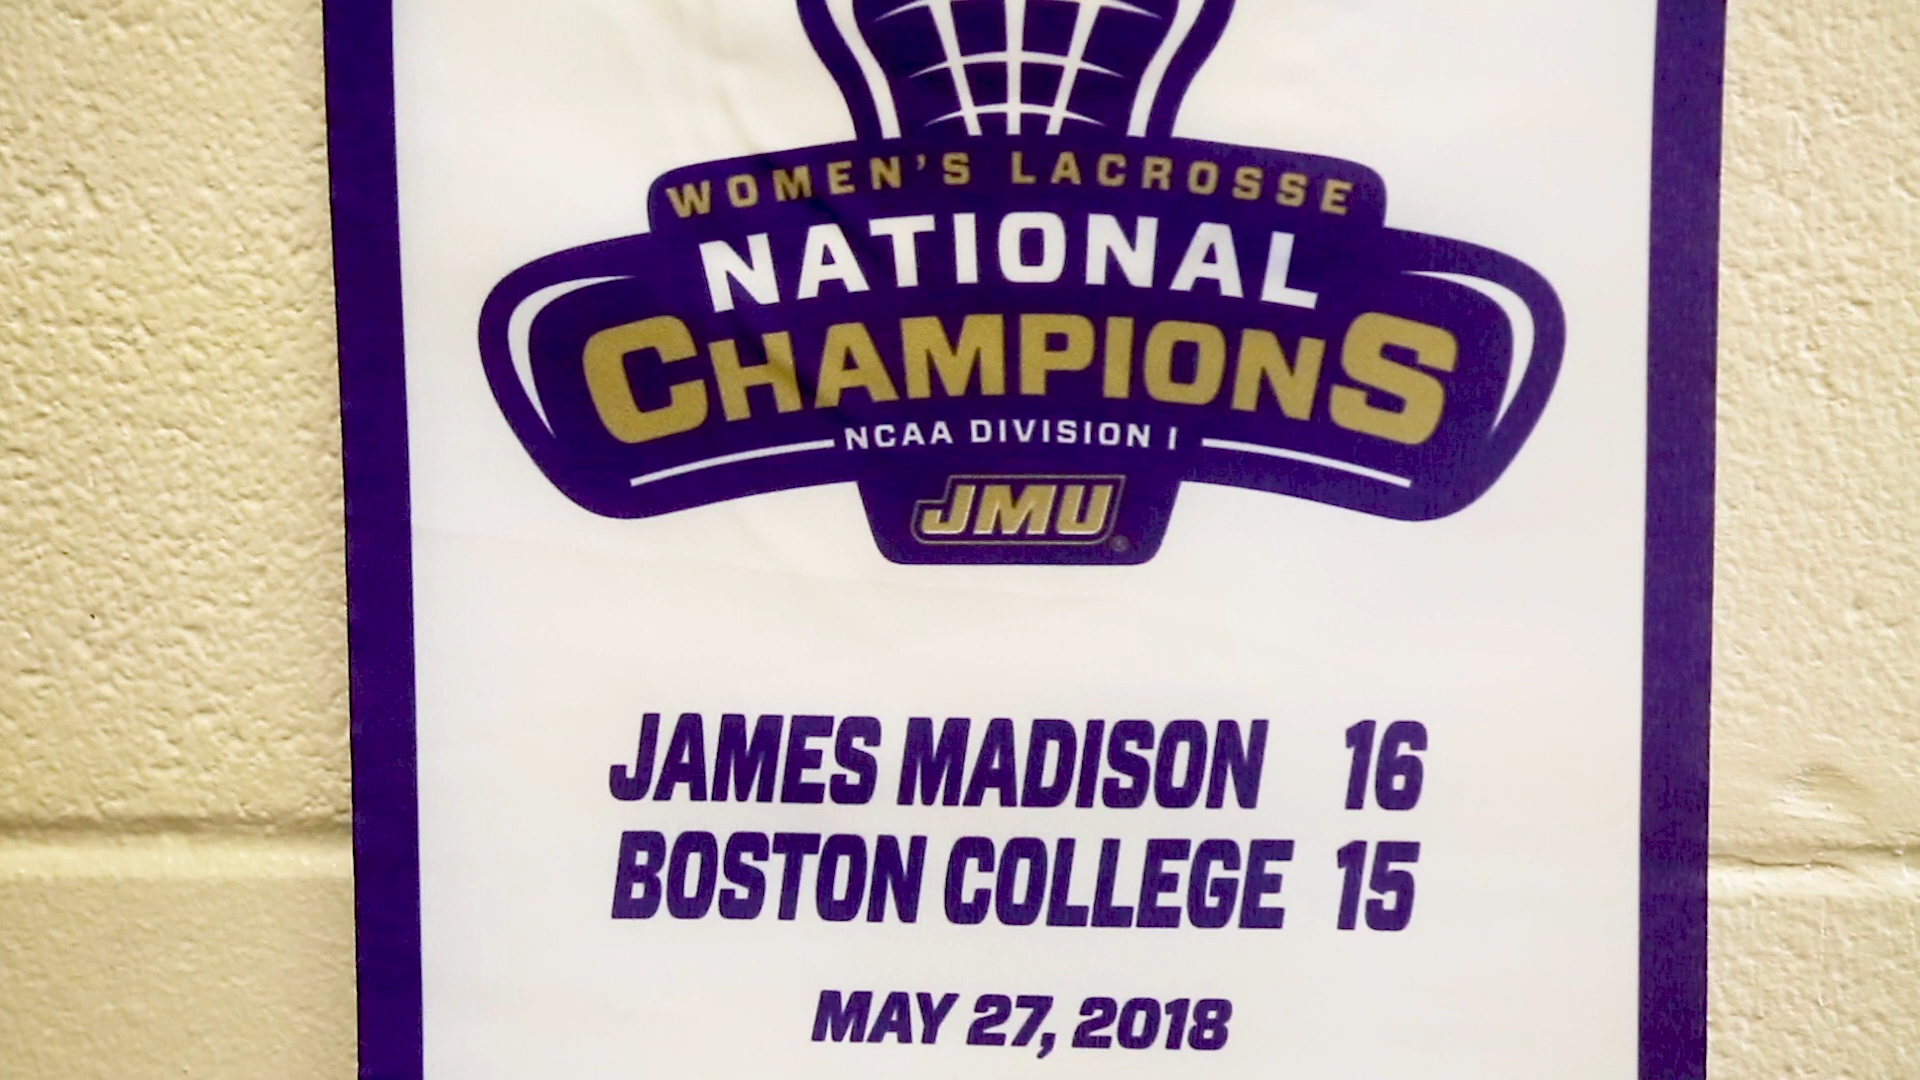 WOMEN'S LACROSSE
NATIONAL
CHAMPIONS
NCAA DIVISION I
JMU®
JAMES MADISON 16
BOSTON COLLEGE 15
MAY 27, 2018